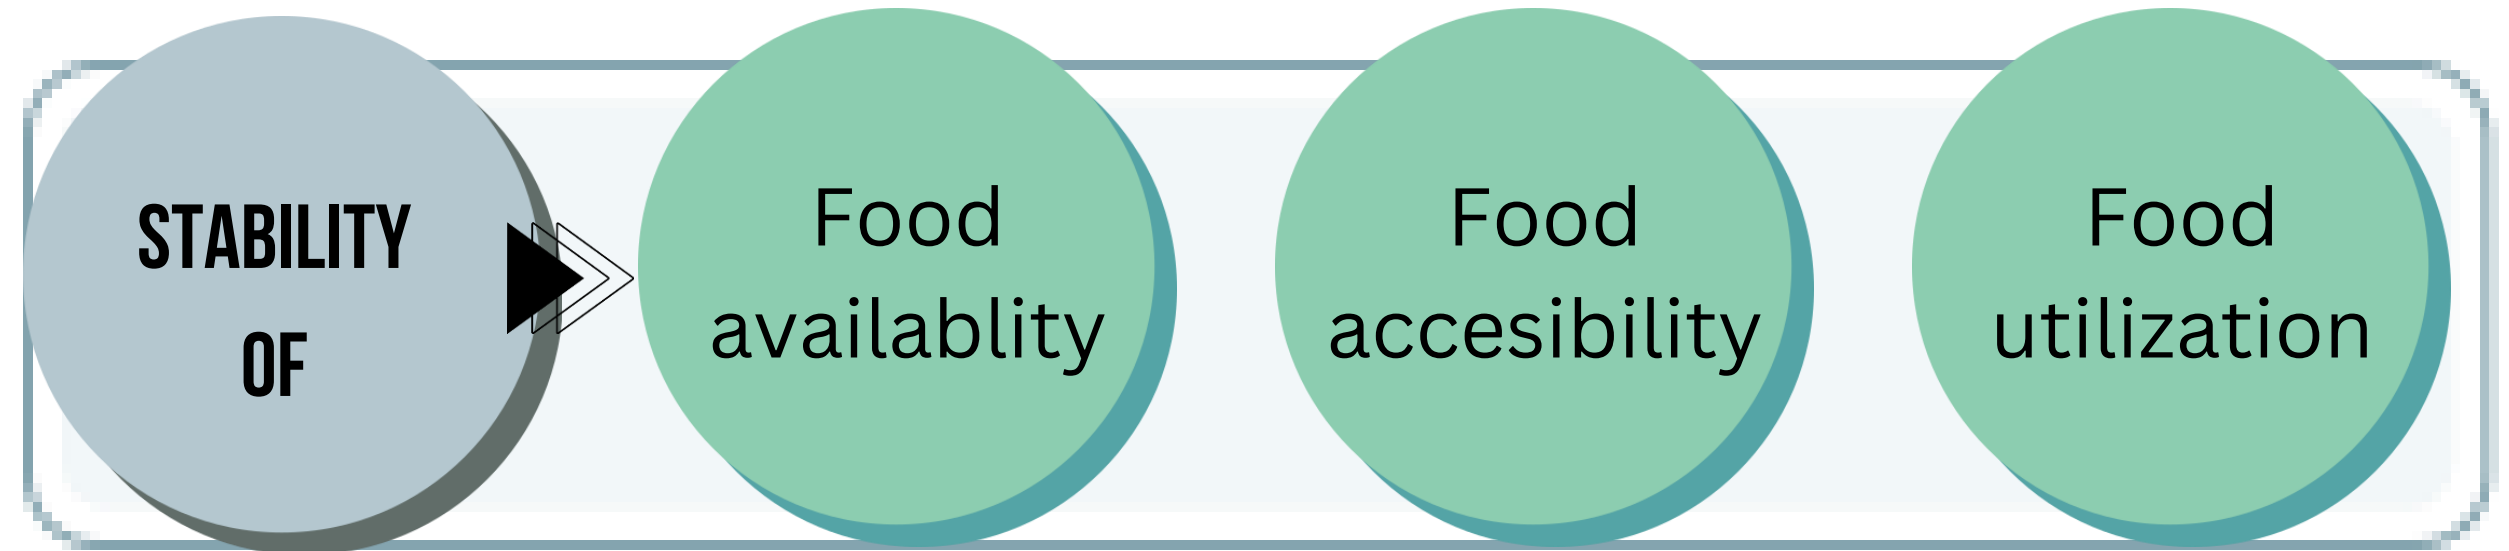 STABILITY
OF
Food
availablity
Food
accesibility
Food
utilization